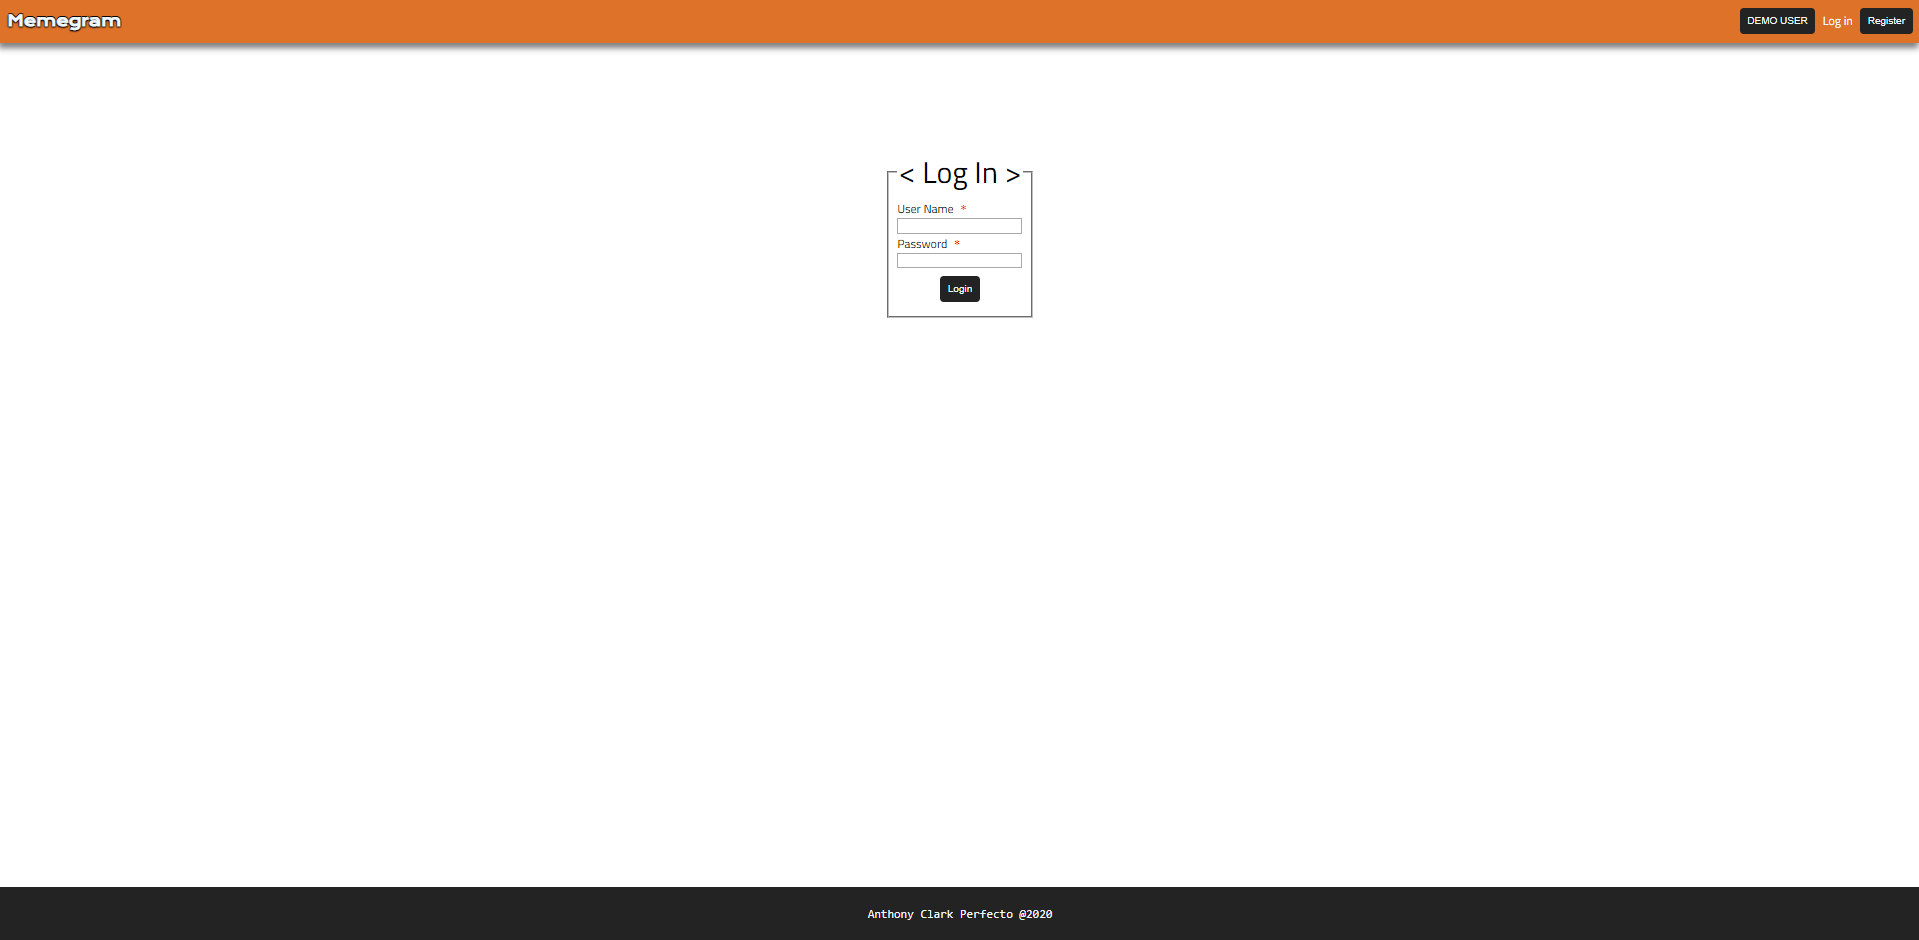 Memegram
DEMO USER
Log in
Register
< Log In >
User Name *
Password *
Login
Anthony Clark Perfecto @2020